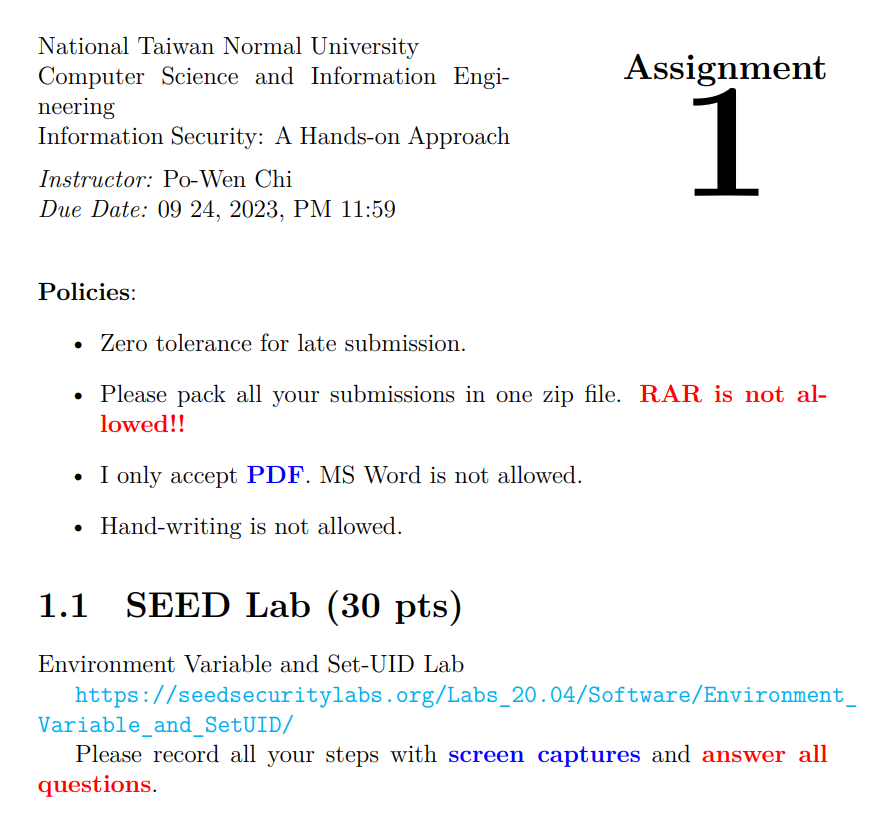 National Taiwan Normal University
Computer Science and Information Engi-
neering
Information Security: A Hands-on Approach
Instructor: Po-Wen Chi
Due Date: 09 24, 2023, PM 11:59
Assignment
1
Policies:
• Zero tolerance for late submission.
• Please pack all your submissions in one zip file. RAR is not al-
lowed!!
• I only accept PDF. MS Word is not allowed.
• Hand-writing is not allowed.
1.1 SEED Lab (30 pts)
Environment Variable and Set-UID Lab
https://seedsecuritylabs.org/Labs_20.04/Software/Environment_
Variable_and_SetUID/
Please record all your steps with screen captures and answer all
questions.